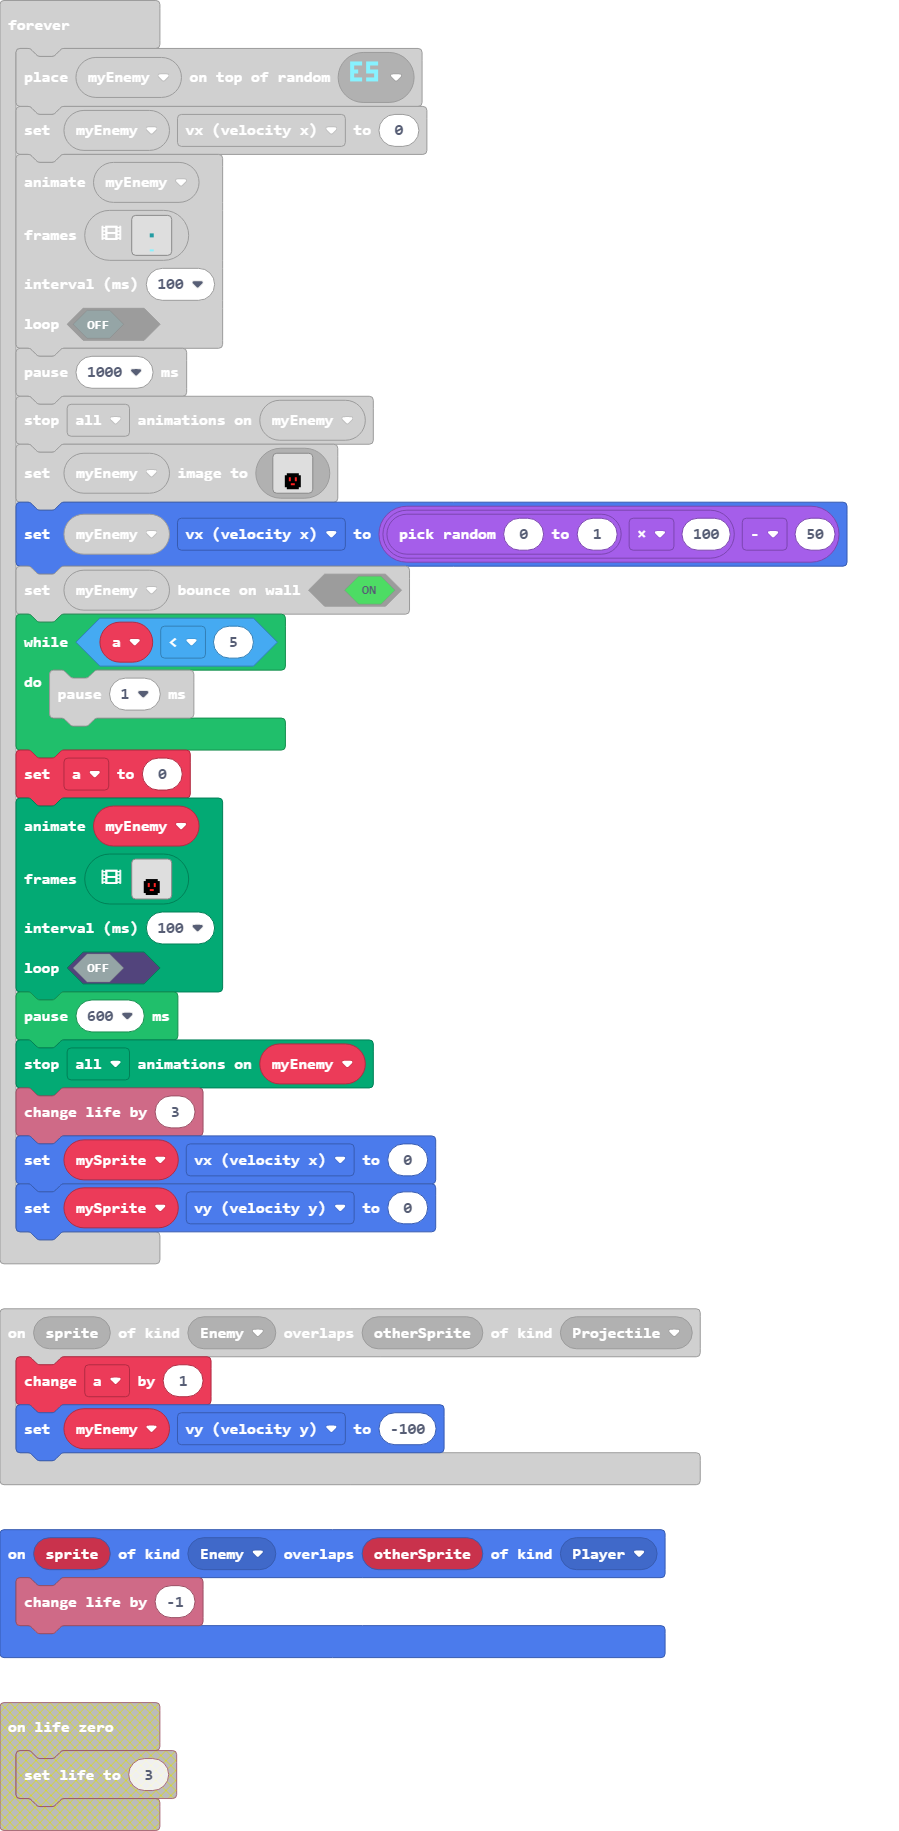 forever
place myEnemy on top of random ES
set myEnemy vx (velocity x) to 0
animate myEnemy
frames
interval (ms) 100
loop OFF
pause 1000 ms
stop all animations on myEnemy
set myEnemy image to
set myEnemy vx (velocity x) to pick random 0 to 1 × 100 - 50
set myEnemy bounce on wall ON
while a < 5
do pause 1 ms
set a to 0
animate myEnemy
frames
interval (ms) 100
loop OFF
pause 600 ms
stop all animations on myEnemy
change life by 3
set mySprite vx (velocity x) to 0
set mySprite vy (velocity y) to 0
on sprite of kind Enemy overlaps otherSprite of kind Projectile
change a by 1
set myEnemy vy (velocity y) to -100
on sprite of kind Enemy overlaps otherSprite of kind Player
change life by -1
on life zero
set life to 3